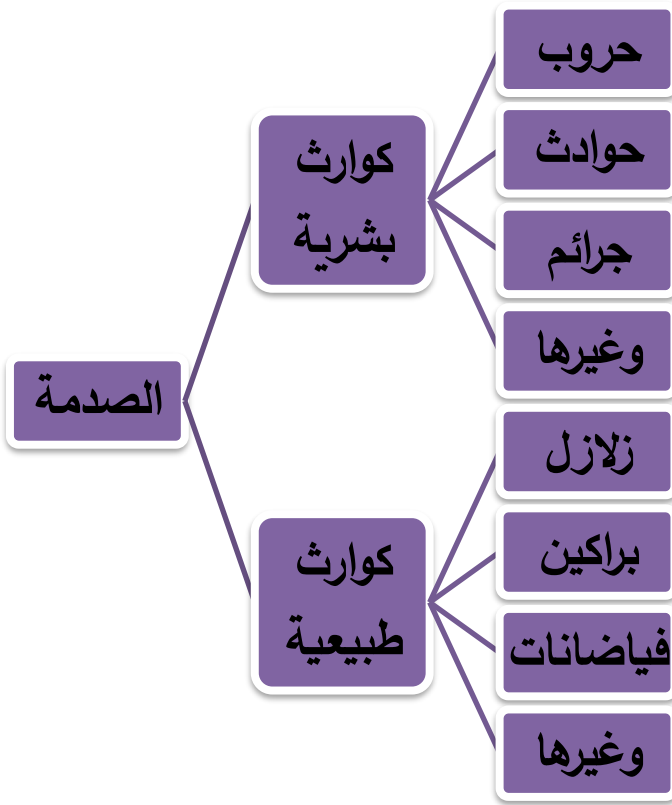 الصدمة
كوارث
بشرية
حروب
حوادث
جرائم
وغيرها
كوارث
طبيعية
زلازل
براكين
فياضانات
وغيرها